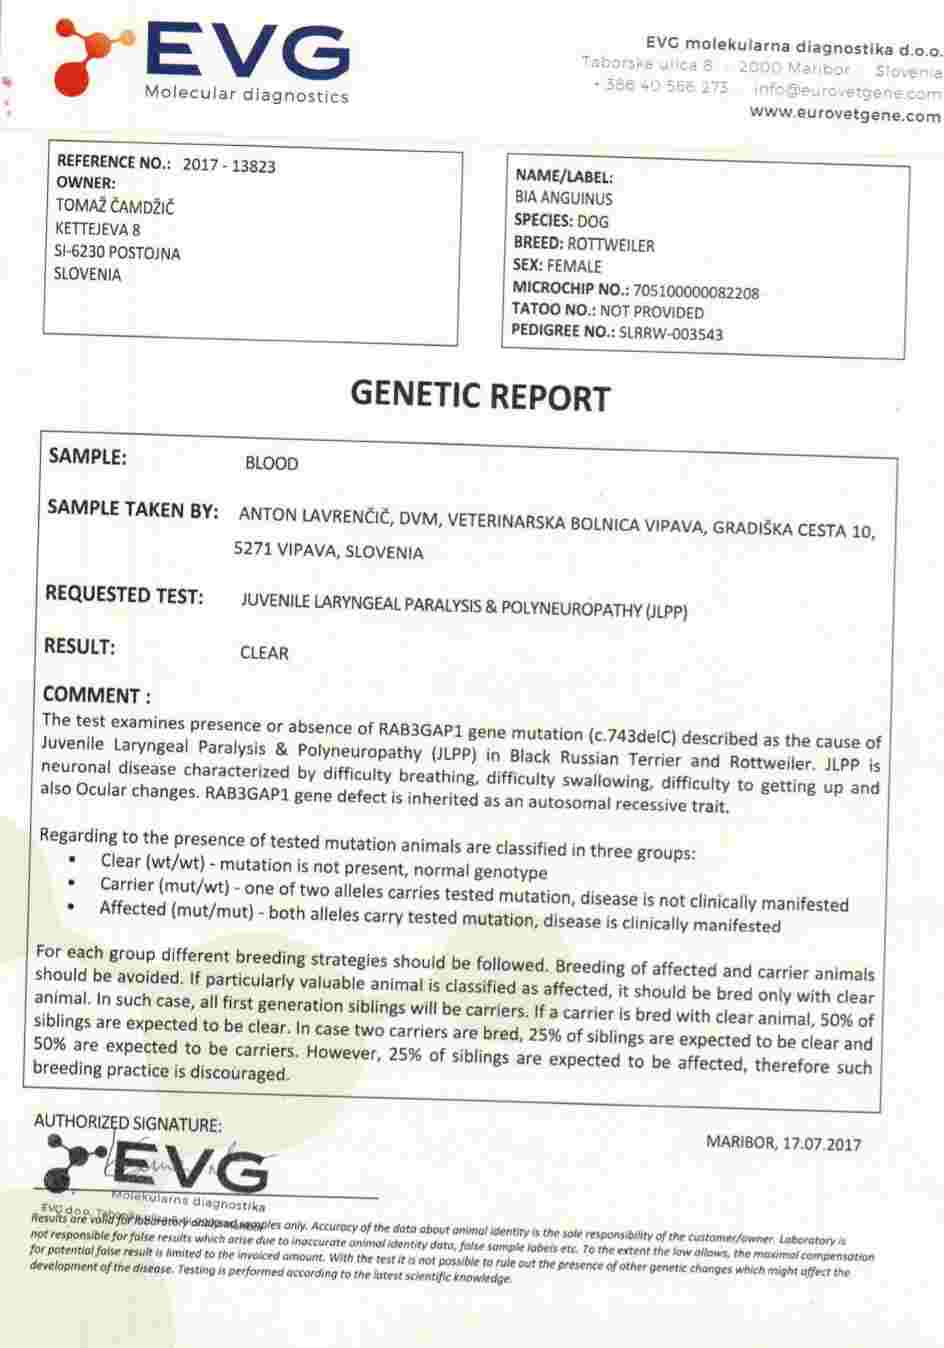 EVG
Molecular diagnostics
EVG molekularna diagnostika d.o.o.
Taborska ulica 8 2000 Maribor Slovenia
+ 386 40 566 273 info@eurovetgene.com
www.eurovetgene.com
REFERENCE NO.: 2017 - 13823
OWNER:
TOMAŽ ČAMDŽIČ
KETTEJEVA 8
SI-6230 POSTOJNA
SLOVENIA
NAME/LABEL:
BIA ANGUINUS
SPECIES: DOG
BREED: ROTTWEILER
SEX: FEMALE
MICROCHIP NO.: 705100000082208
TATOO NO.: NOT PROVIDED
PEDIGREE NO.: SLRRW-003543
GENETIC REPORT
SAMPLE: BLOOD
SAMPLE TAKEN BY: ANTON LAVRENČIČ, DVM, VETERINARSKA BOLNICA VIPAVA, GRADIŠKA CESTA 10,
5271 VIPAVA, SLOVENIA
REQUESTED TEST: JUVENILE LARYNGEAL PARALYSIS & POLYNEUROPATHY (JLPP)
RESULT: CLEAR
COMMENT :
The test examines presence or absence of RAB3GAP1 gene mutation (c.743delC) described as the cause of
Juvenile Laryngeal Paralysis & Polyneuropathy (JLPP) in Black Russian Terrier and Rottweiler. JLPP is
neuronal disease characterized by difficulty breathing, difficulty swallowing, difficulty to getting up and
also Ocular changes. RAB3GAP1 gene defect is inherited as an autosomal recessive trait.
Regarding to the presence of tested mutation animals are classified in three groups:
• Clear (wt/wt) - mutation is not present, normal genotype
• Carrier (mut/wt) - one of two alleles carries tested mutation, disease is not clinically manifested
• Affected (mut/mut) - both alleles carry tested mutation, disease is clinically manifested
For each group different breeding strategies should be followed. Breeding of affected and carrier animals
should be avoided. If particularly valuable animal is classified as affected, it should be bred only with clear
animal. In such case, all first generation siblings will be carriers. If a carrier is bred with clear animal, 50% of
siblings are expected to be clear. In case two carriers are bred, 25% of siblings are expected to be clear and
50% are expected to be carriers. However, 25% of siblings are expected to be affected, therefore such
breeding practice is discouraged.
AUTHORIZED SIGNATURE:
MARIBOR, 17.07.2017
EVG
Molekularna diagnostika
EVG d.o.o.
Results are valid for laboratory analysed samples only. Accuracy of the data about animal identity is the sole responsibility of the customer/owner. Laboratory is
not responsible for false results which arise due to inaccurate animal identity data, false sample labels etc. To the extent the low allows, the maximal compensation
for potential false result is limited to the invoiced amount. With the test it is not possible to rule out the presence of other genetic changes which might affect the
development of the disease. Testing is performed according to the latest scientific knowledge.